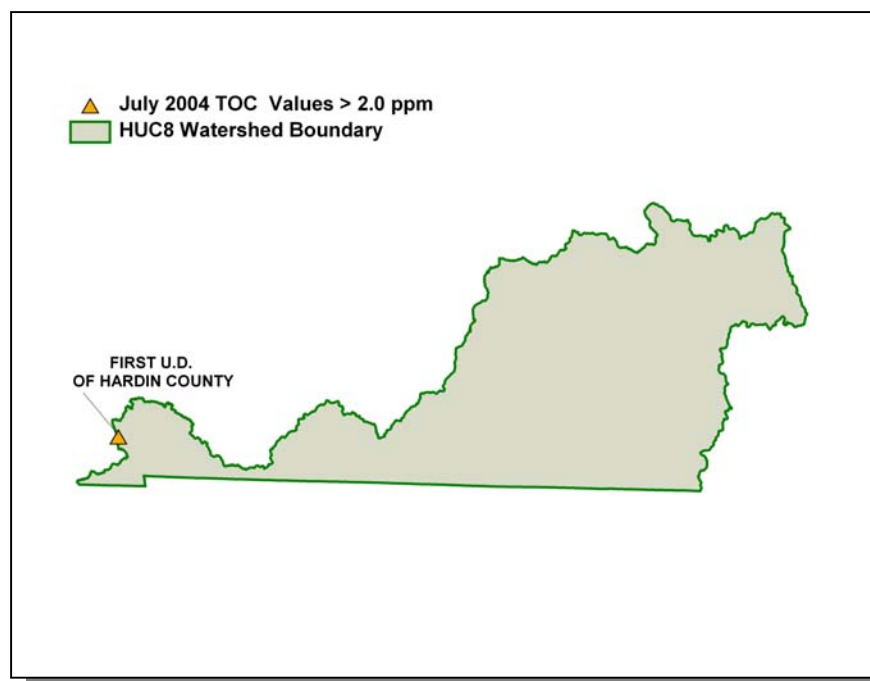 July 2004 TOC Values > 2.0 ppm
HUC8 Watershed Boundary
FIRST U.D.
OF HARDIN COUNTY